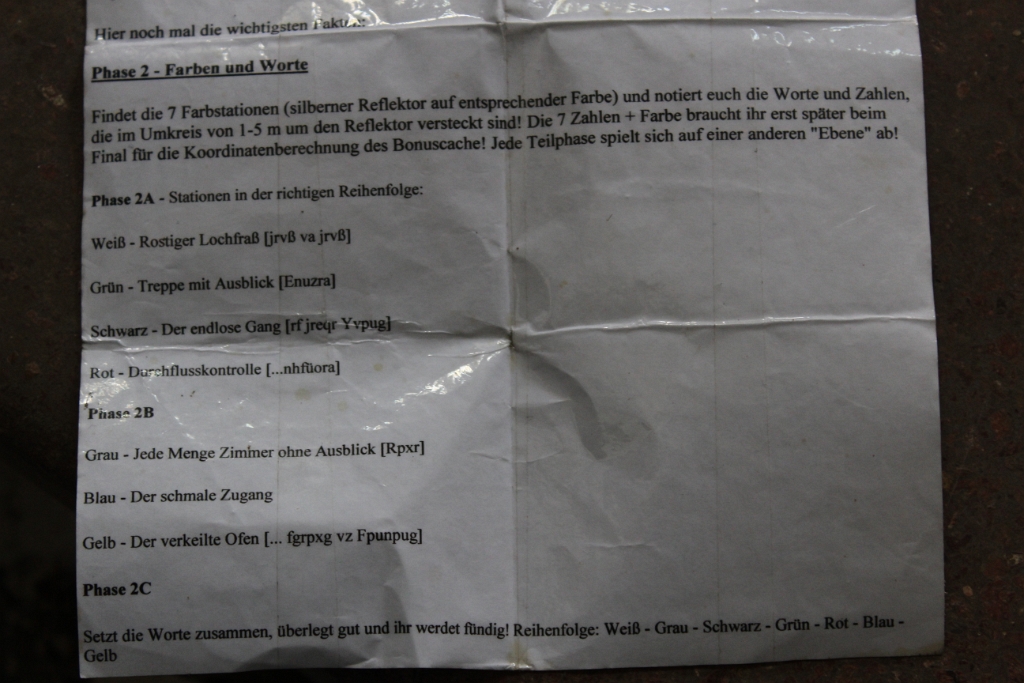 Hier noch mal die wichtigsten Fakten:
Phase 2 - Farben und Worte
Findet die 7 Farbstationen (silberner Reflektor auf entsprechender Farbe) und notiert euch die Worte und Zahlen,
die im Umkreis von 1-5 m um den Reflektor versteckt sind! Die 7 Zahlen + Farbe braucht ihr erst später beim
Final für die Koordinatenberechnung des Bonuscache! Jede Teilphase spielt sich auf einer anderen "Ebene" ab!
Phase 2A - Stationen in der richtigen Reihenfolge:
Weiß - Rostiger Lochfraß [jrvß va jrvß]
Grün - Treppe mit Ausblick [Enuzra]
Schwarz - Der endlose Gang [rf jreqr Yvpug]
Rot - Durchflusskontrolle [...nhfüora]
Phase 2B
Grau - Jede Menge Zimmer ohne Ausblick [Rpxr]
Blau - Der schmale Zugang
Gelb - Der verkeilte Ofen [... fgrpxg vz Fpunpug]
Phase 2C
Setzt die Worte zusammen, überlegt gut und ihr werdet fündig! Reihenfolge: Weiß - Grau - Schwarz - Grün - Rot - Blau -
Gelb